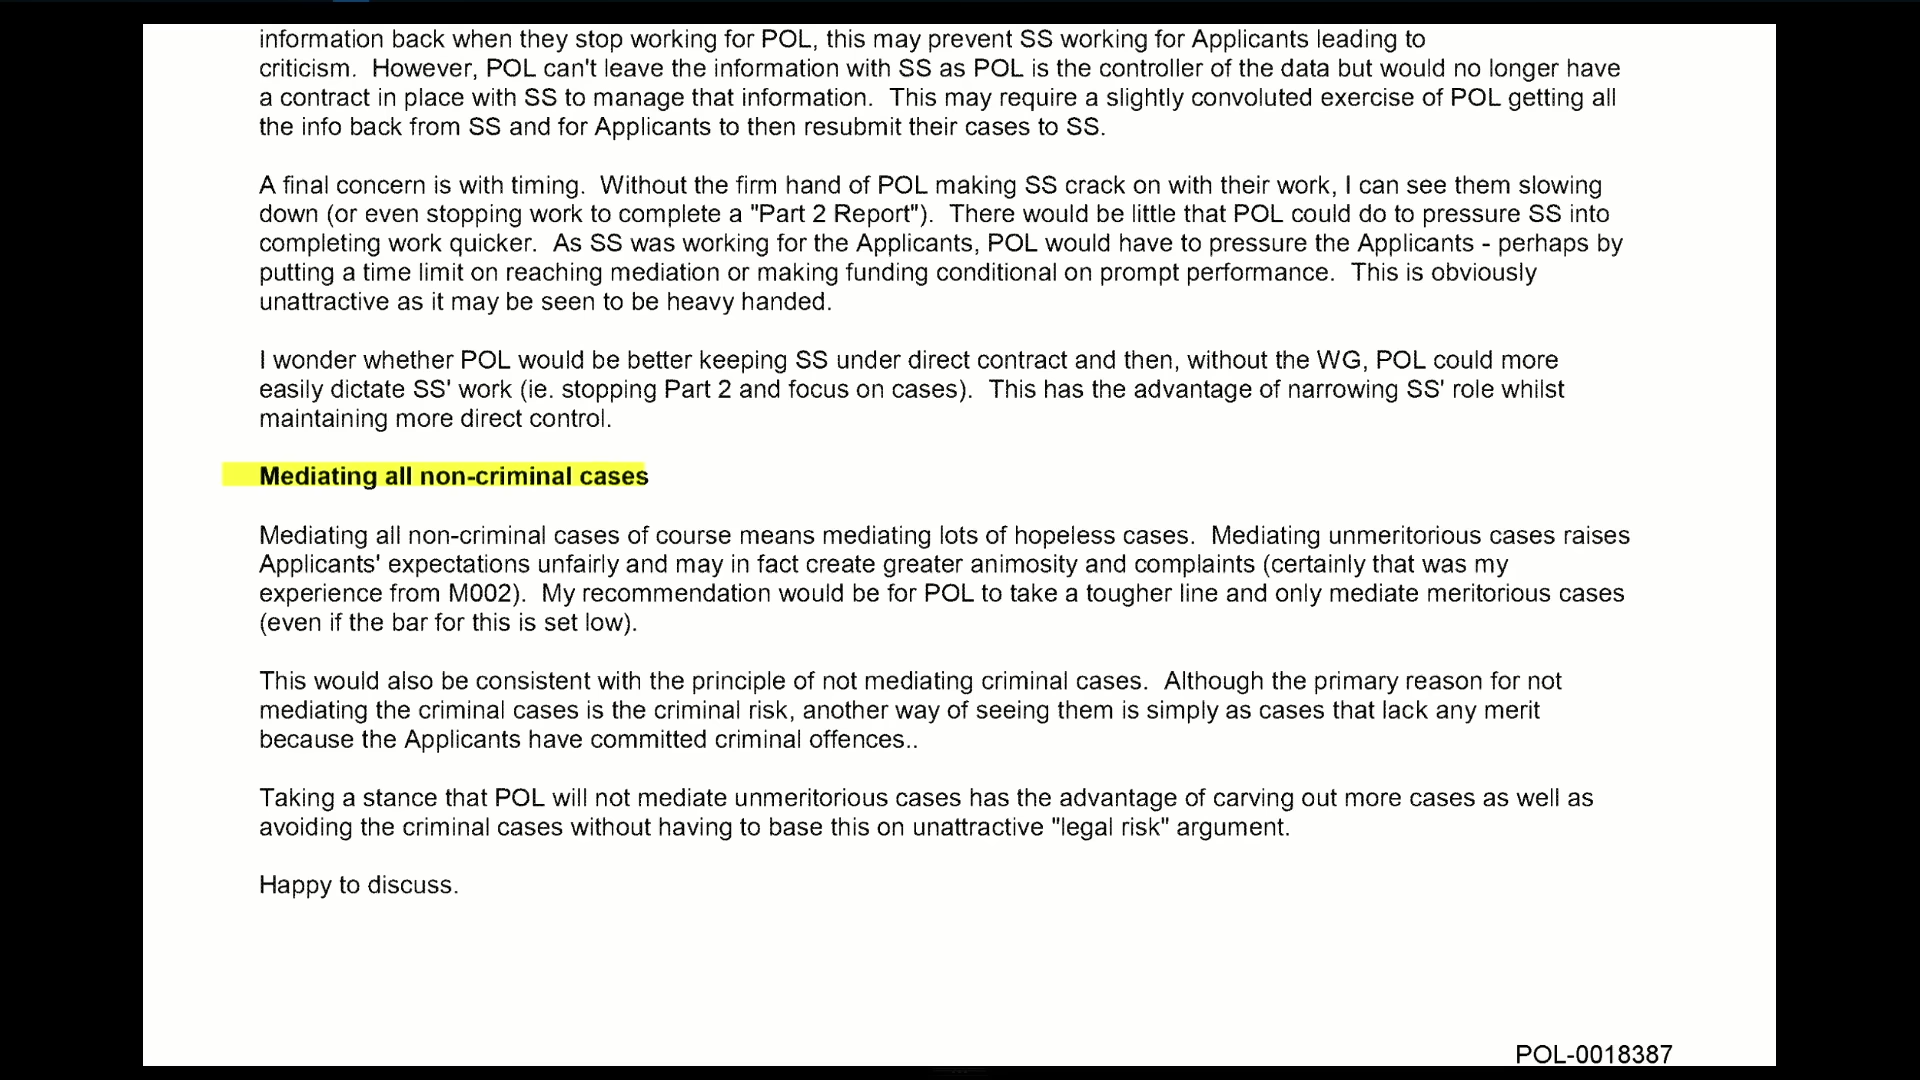 information back when they stop working for POL, this may prevent SS working for Applicants leading to
criticism.  However, POL can't leave the information with SS as POL is the controller of the data but would no longer have
a contract in place with SS to manage that information.  This may require a slightly convoluted exercise of POL getting all
the info back from SS and for Applicants to then resubmit their cases to SS.
A final concern is with timing.  Without the firm hand of POL making SS crack on with their work, I can see them slowing
down (or even stopping work to complete a "Part 2 Report").  There would be little that POL could do to pressure SS into
completing work quicker.  As SS was working for the Applicants, POL would have to pressure the Applicants - perhaps by
putting a time limit on reaching mediation or making funding conditional on prompt performance.  This is obviously
unattractive as it may be seen to be heavy handed.
I wonder whether POL would be better keeping SS under direct contract and then, without the WG, POL could more
easily dictate SS' work (ie. stopping Part 2 and focus on cases).  This has the advantage of narrowing SS' role whilst
maintaining more direct control.
Mediating all non-criminal cases
Mediating all non-criminal cases of course means mediating lots of hopeless cases.  Mediating unmeritorious cases raises
Applicants' expectations unfairly and may in fact create greater animosity and complaints (certainly that was my
experience from M002).  My recommendation would be for POL to take a tougher line and only mediate meritorious cases
(even if the bar for this is set low).
This would also be consistent with the principle of not mediating criminal cases.  Although the primary reason for not
mediating the criminal cases is the criminal risk, another way of seeing them is simply as cases that lack any merit
because the Applicants have committed criminal offences..
Taking a stance that POL will not mediate unmeritorious cases has the advantage of carving out more cases as well as
avoiding the criminal cases without having to base this on unattractive "legal risk" argument.
Happy to discuss.
POL-0018387